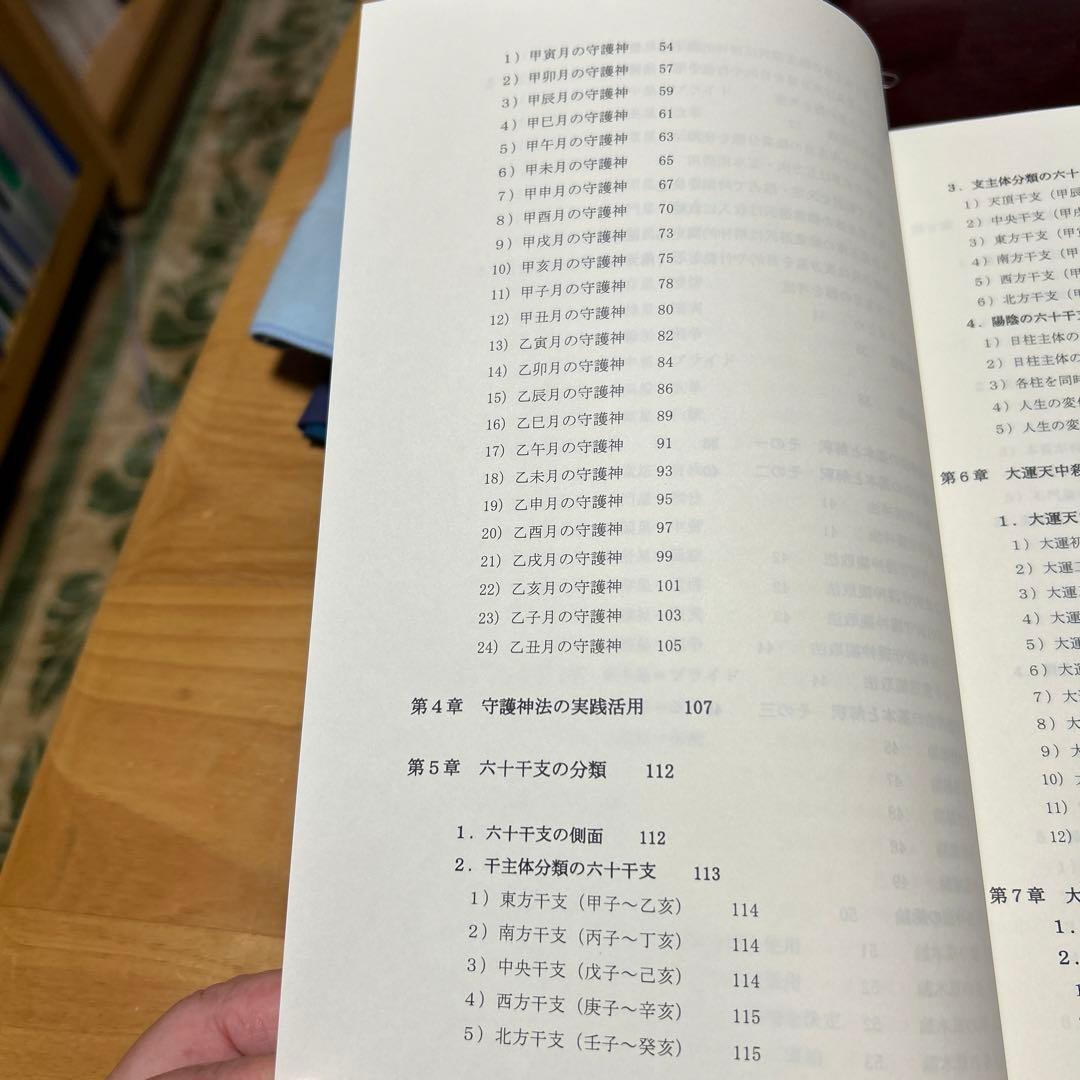 1）甲寅月の守護神　54
2）甲卯月の守護神　57
3）甲辰月の守護神　59
4）甲巳月の守護神　61
5）甲午月の守護神　63
6）甲未月の守護神　65
7）甲申月の守護神　67
8）甲酉月の守護神　70
9）甲戌月の守護神　73
10）甲亥月の守護神　75
11）甲子月の守護神　78
12）甲丑月の守護神　80
13）乙寅月の守護神　82
14）乙卯月の守護神　84
15）乙辰月の守護神　86
16）乙巳月の守護神　89
17）乙午月の守護神　91
18）乙未月の守護神　93
19）乙申月の守護神　95
20）乙酉月の守護神　97
21）乙戌月の守護神　99
22）乙亥月の守護神　101
23）乙子月の守護神　103
24）乙丑月の守護神　105
第4章　守護神法の実践活用　107
第5章　六十干支の分類　112
1．六十干支の側面　112
2．干主体分類の六十干支　113
1）東方干支（甲子～乙亥）　114
2）南方干支（丙子～丁亥）　114
3）中央干支（戊子～己亥）　114
4）西方干支（庚子～辛亥）　115
5）北方干支（壬子～癸亥）　115
3．支主体分類の六十
1）天頂干支（甲辰
2）中央干支（甲戌
3）東方干支（甲寅
4）南方干支（甲
5）西方干支（甲
6）北方干支（甲
4．陽陰の六十干支
1）日柱主体の
2）日柱主体の
3）各柱を同時
4）人生の変
5）人生の変
第6章　大運天中殺
1．大運天
1）大運初
2）大運二
3）大運
4）大運
5）大運
6）大運
7）大
8）大
9）大
10）
11）
12）
第7章　大
1．
2．